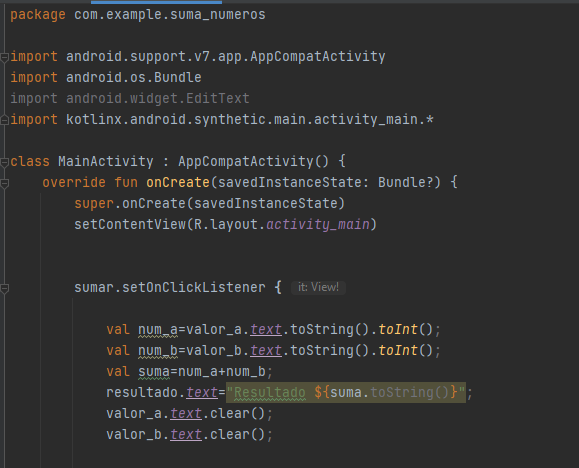 package com.example.suma_numeros
import android.support.v7.app.AppCompatActivity
import android.os.Bundle
import android.widget.EditText
import kotlinx.android.synthetic.main.activity_main.*
class MainActivity : AppCompatActivity() {
override fun onCreate(savedInstanceState: Bundle?) {
super.onCreate(savedInstanceState)
setContentView(R.layout.activity_main)
sumar.setOnClickListener { it: View!
val num_a=valor_a.text.toString().toInt();
val num_b=valor_b.text.toString().toInt();
val suma=num_a+num_b;
resultado.text="Resultado ${suma.toString()}";
valor_a.text.clear();
valor_b.text.clear();